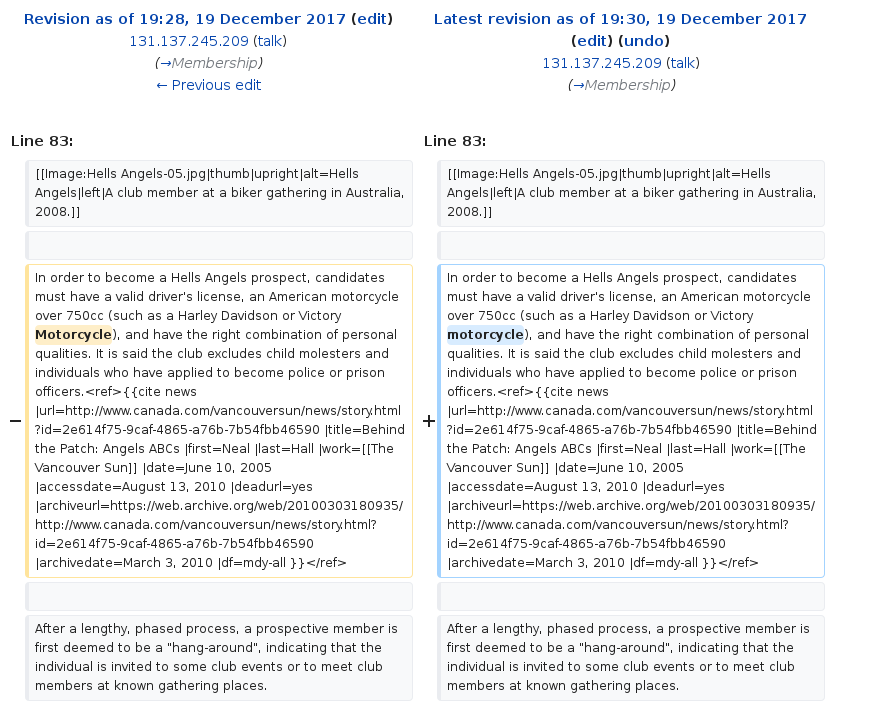 Revision as of 19:28, 19 December 2017 (edit)
131.137.245.209 (talk)
(→Membership)
← Previous edit
Latest revision as of 19:30, 19 December 2017
(edit) (undo)
131.137.245.209 (talk)
(→Membership)
Line 83:
Line 83:
[[Image:Hells Angels-05.jpg|thumb|upright|alt=Hells
Angels|left|A club member at a biker gathering in Australia,
2008.]]
[[Image:Hells Angels-05.jpg|thumb|upright|alt=Hells
Angels|left|A club member at a biker gathering in Australia,
2008.]]
−
In order to become a Hells Angels prospect, candidates
must have a valid driver's license, an American motorcycle
over 750cc (such as a Harley Davidson or Victory
Motorcycle), and have the right combination of personal
qualities. It is said the club excludes child molesters and
individuals who have applied to become police or prison
officers.<ref>{{cite news
|url=http://www.canada.com/vancouversun/news/story.html
?id=2e614f75-9caf-4865-a76b-7b54fbb46590 |title=Behind
the Patch: Angels ABCs |first=Neal |last=Hall |work=[[The
Vancouver Sun]] |date=June 10, 2005
|accessdate=August 13, 2010 |deadurl=yes
|archiveurl=https://web.archive.org/web/20100303180935/
http://www.canada.com/vancouversun/news/story.html?
id=2e614f75-9caf-4865-a76b-7b54fbb46590
|archivedate=March 3, 2010 |df=mdy-all }}</ref>
+
In order to become a Hells Angels prospect, candidates
must have a valid driver's license, an American motorcycle
over 750cc (such as a Harley Davidson or Victory
motorcycle), and have the right combination of personal
qualities. It is said the club excludes child molesters and
individuals who have applied to become police or prison
officers.<ref>{{cite news
|url=http://www.canada.com/vancouversun/news/story.html
?id=2e614f75-9caf-4865-a76b-7b54fbb46590 |title=Behind
the Patch: Angels ABCs |first=Neal |last=Hall |work=[[The
Vancouver Sun]] |date=June 10, 2005
|accessdate=August 13, 2010 |deadurl=yes
|archiveurl=https://web.archive.org/web/20100303180935/
http://www.canada.com/vancouversun/news/story.html?
id=2e614f75-9caf-4865-a76b-7b54fbb46590
|archivedate=March 3, 2010 |df=mdy-all }}</ref>
After a lengthy, phased process, a prospective member is
first deemed to be a "hang-around", indicating that the
individual is invited to some club events or to meet club
members at known gathering places.
After a lengthy, phased process, a prospective member is
first deemed to be a "hang-around", indicating that the
individual is invited to some club events or to meet club
members at known gathering places.